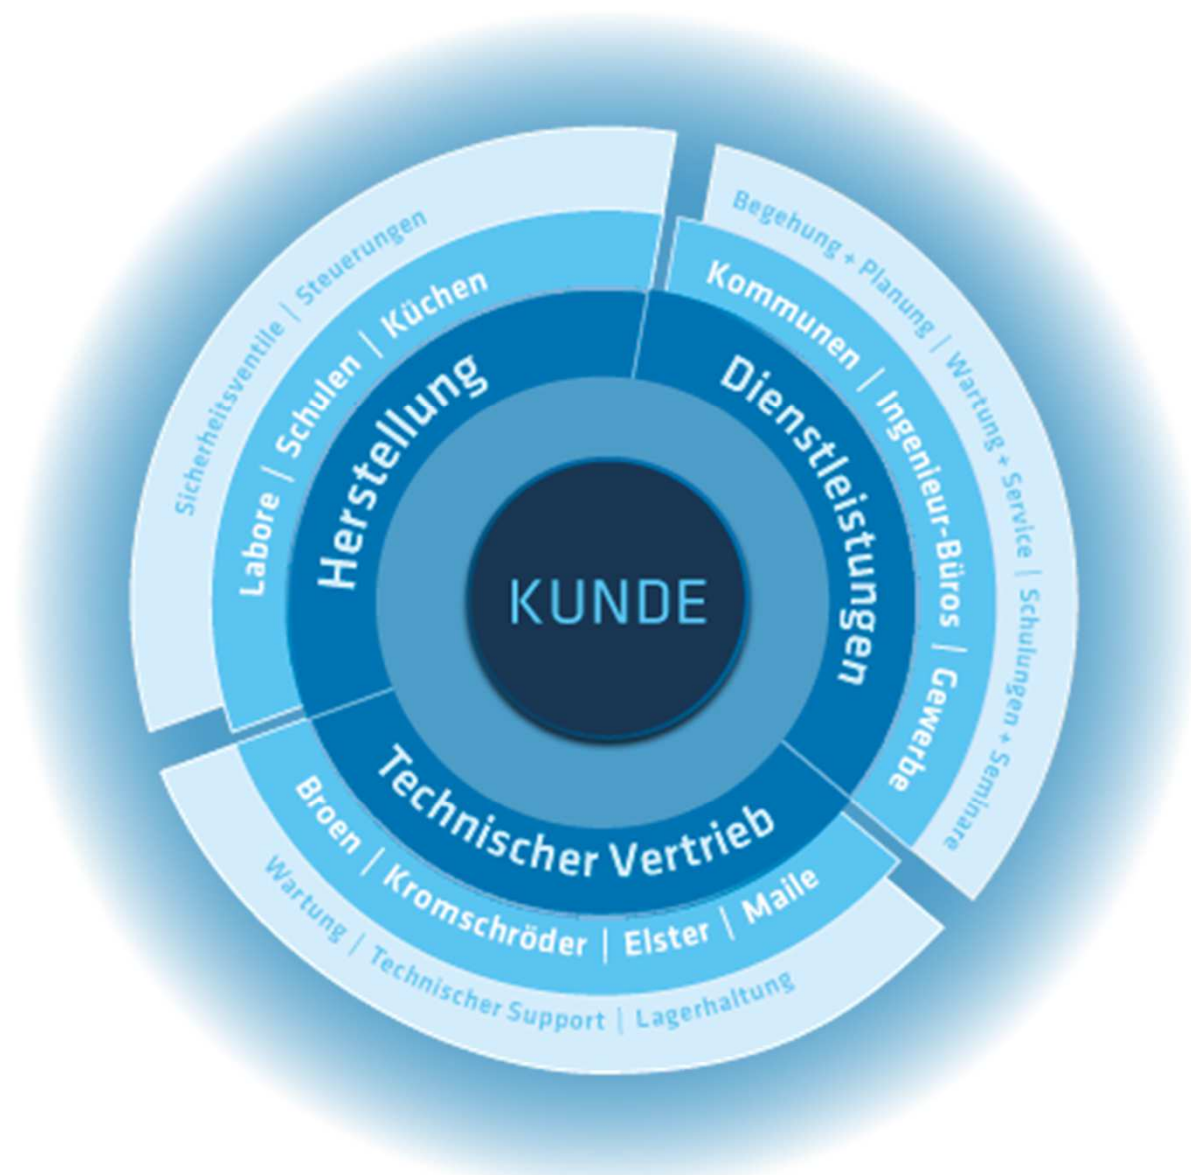 KUNDE
Herstellung
Labore | Schulen | Küchen
Sicherheitsventile | Steuerungen
Dienstleistungen
Kommunen | Ingenieur-Büros | Gewerbe
Begehung + Planung | Wartung + Service | Schulungen + Seminare
Technischer Vertrieb
Broen | Kromschröder | Elster | Maile
Wartung | Technischer Support | Lagerhaltung